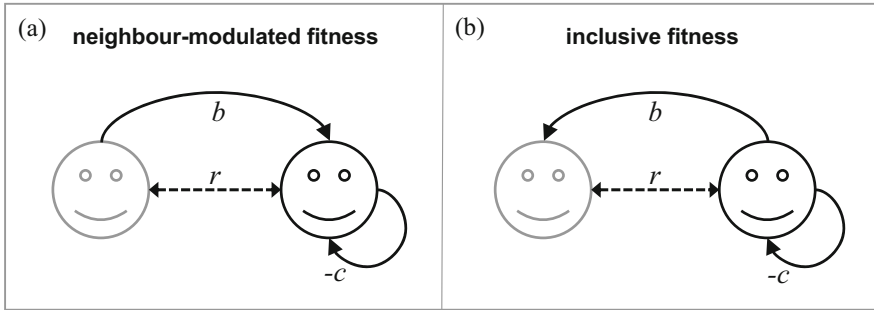 (a)
neighbour-modulated fitness
b
r
-c
(b)
inclusive fitness
b
r
-c